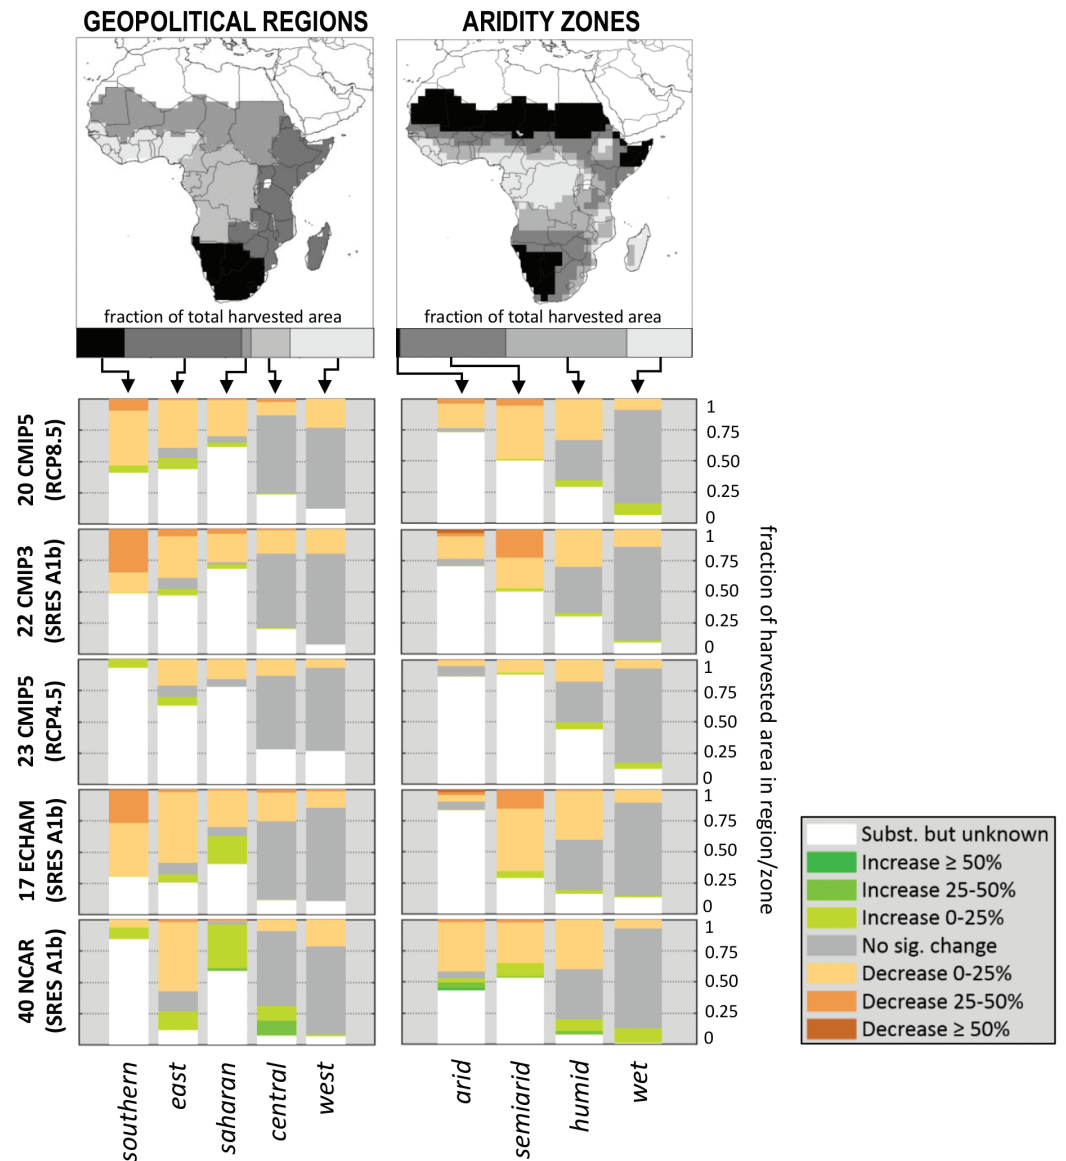 GEOPOLITICAL REGIONS
ARIDITY ZONES
fraction of total harvested area
fraction of total harvested area
20 CMIP5
(RCP8.5)
1
0.75
0.50
0.25
0
22 CMIP3
(SRES A1b)
1
0.75
0.50
0.25
0
23 CMIP5
(RCP4.5)
1
0.75
0.50
0.25
0
17 ECHAM
(SRES A1b)
1
0.75
0.50
0.25
0
40 NCAR
(SRES A1b)
1
0.75
0.50
0.25
0
fraction of harvested area in region/zone
southern
east
saharan
central
west
arid
semiarid
humid
wet
Subst. but unknown
Increase ≥ 50%
Increase 25-50%
Increase 0-25%
No sig. change
Decrease 0-25%
Decrease 25-50%
Decrease ≥ 50%